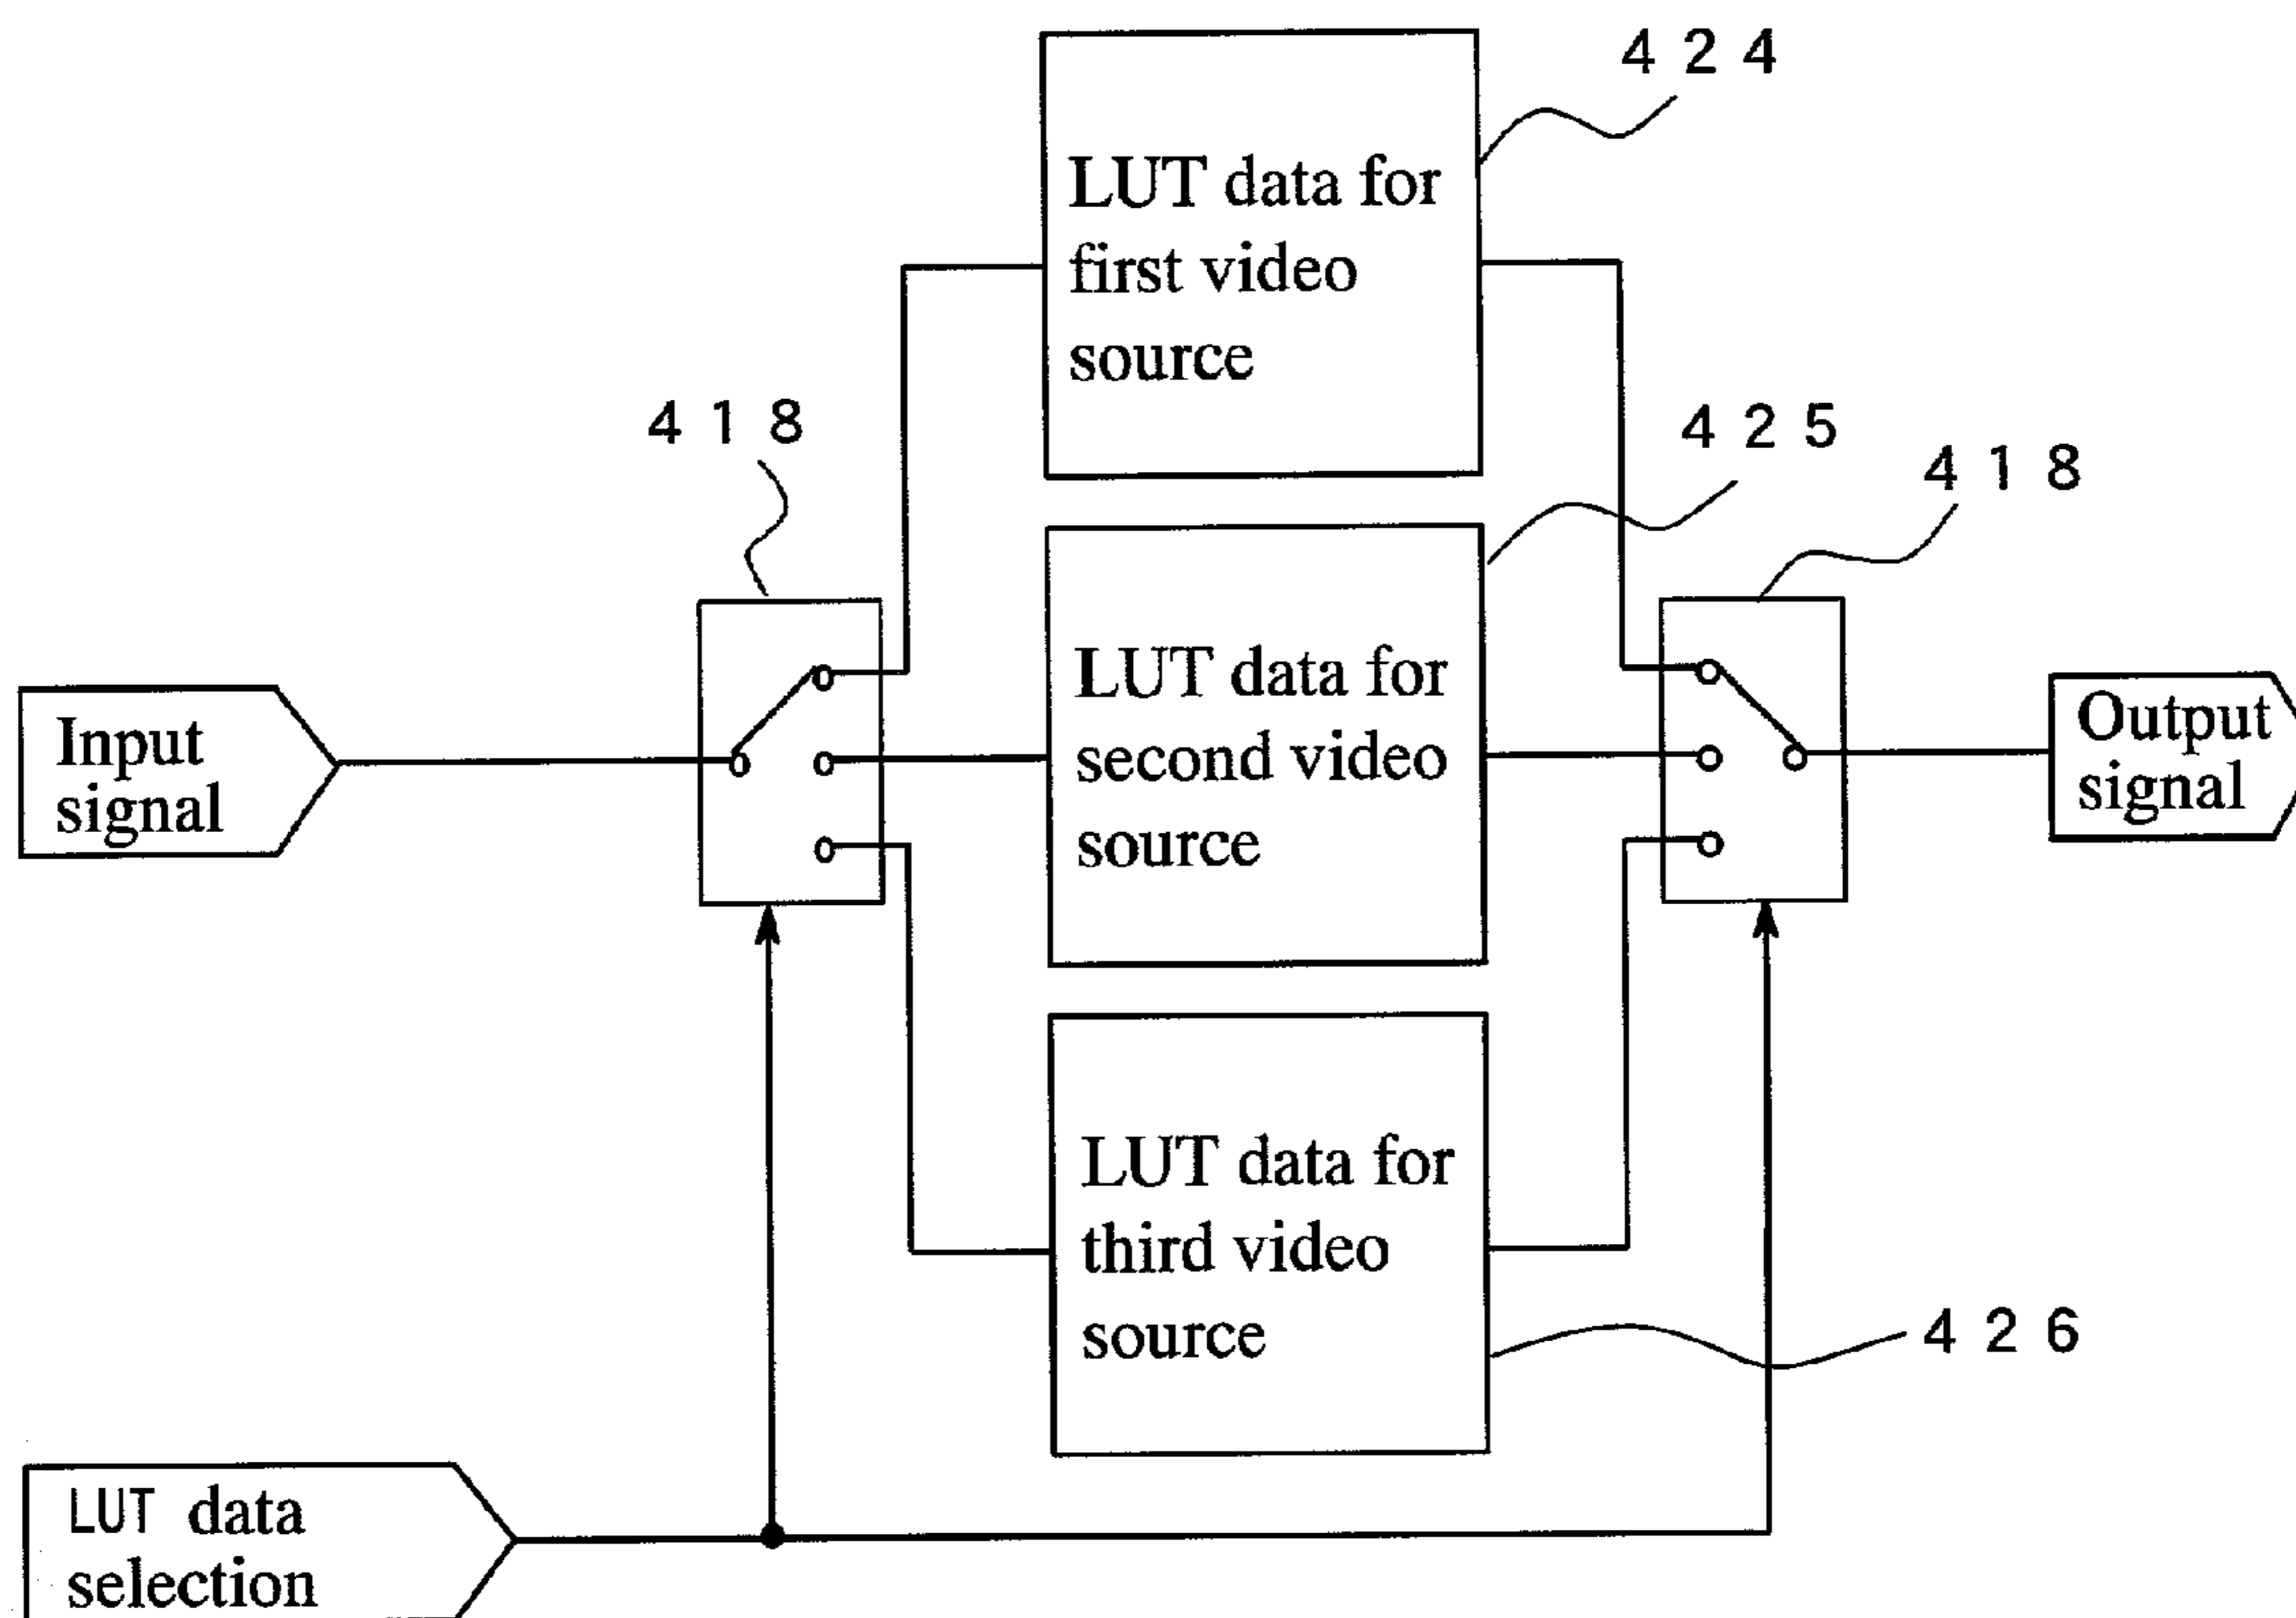 4 2 4
LUT data for
first video
source
4 1 8
4 2 5
4 1 8
LUT data for
second video
source
Input
signal
Output
signal
LUT data for
third video
source
4 2 6
LUT data
selection